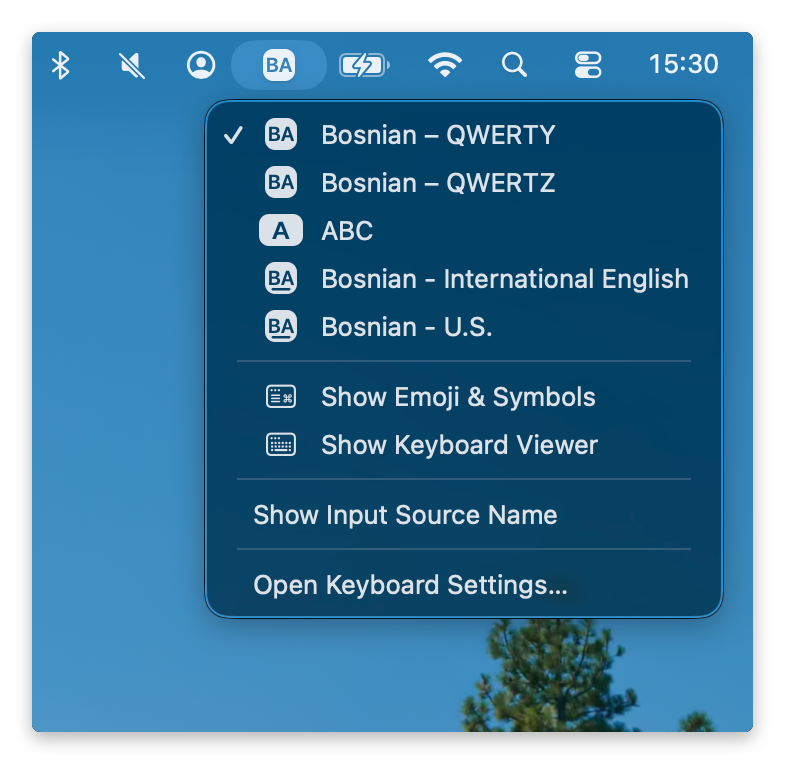 BA 15:30
✓ BA Bosnian – QWERTY
BA Bosnian – QWERTZ
A ABC
BA Bosnian - International English
BA Bosnian - U.S.
Show Emoji & Symbols
Show Keyboard Viewer
Show Input Source Name
Open Keyboard Settings...